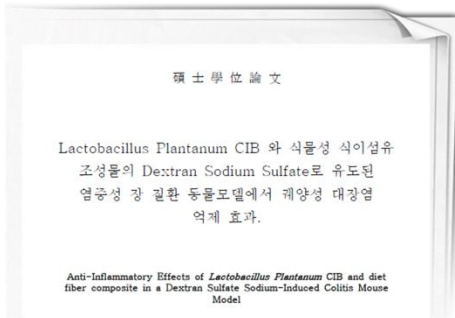 碩士學位論文
Lactobacillus Plantanum CIB 와 식물성 식이섬유
조성물의 Dextran Sodium Sulfate로 유도된
염증성 장 질환 동물모델에서 궤양성 대장염
억제 효과.
Anti-Inflammatory Effects of Lactobacillus Plantanum CIB and diet
fiber composite in a Dextran Sulfate Sodium-Induced Colitis Mouse
Model